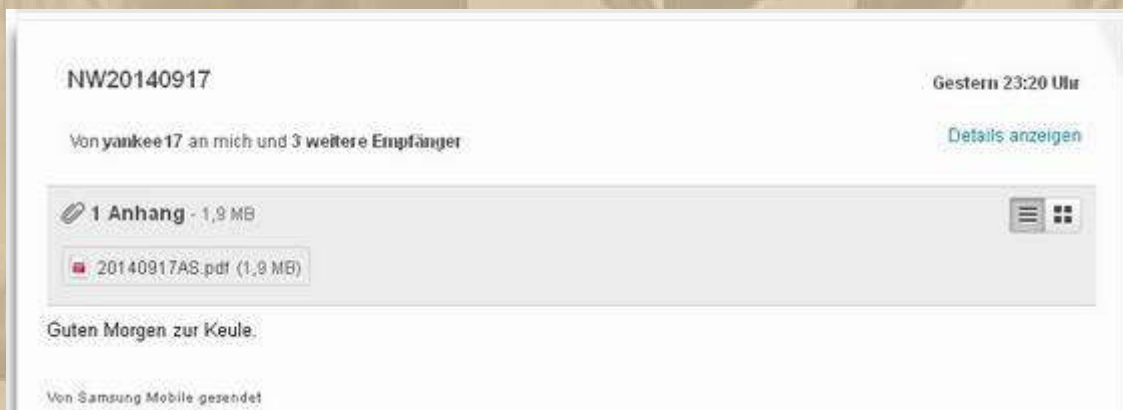 NW20140917
Gestern 23:20 Uhr
Von yankee17 an mich und 3 weitere Empfänger
Details anzeigen
1 Anhang - 1,9 MB
20140917AS.pdf (1,9 MB)
Guten Morgen zur Keule.
Von Samsung Mobile gesendet